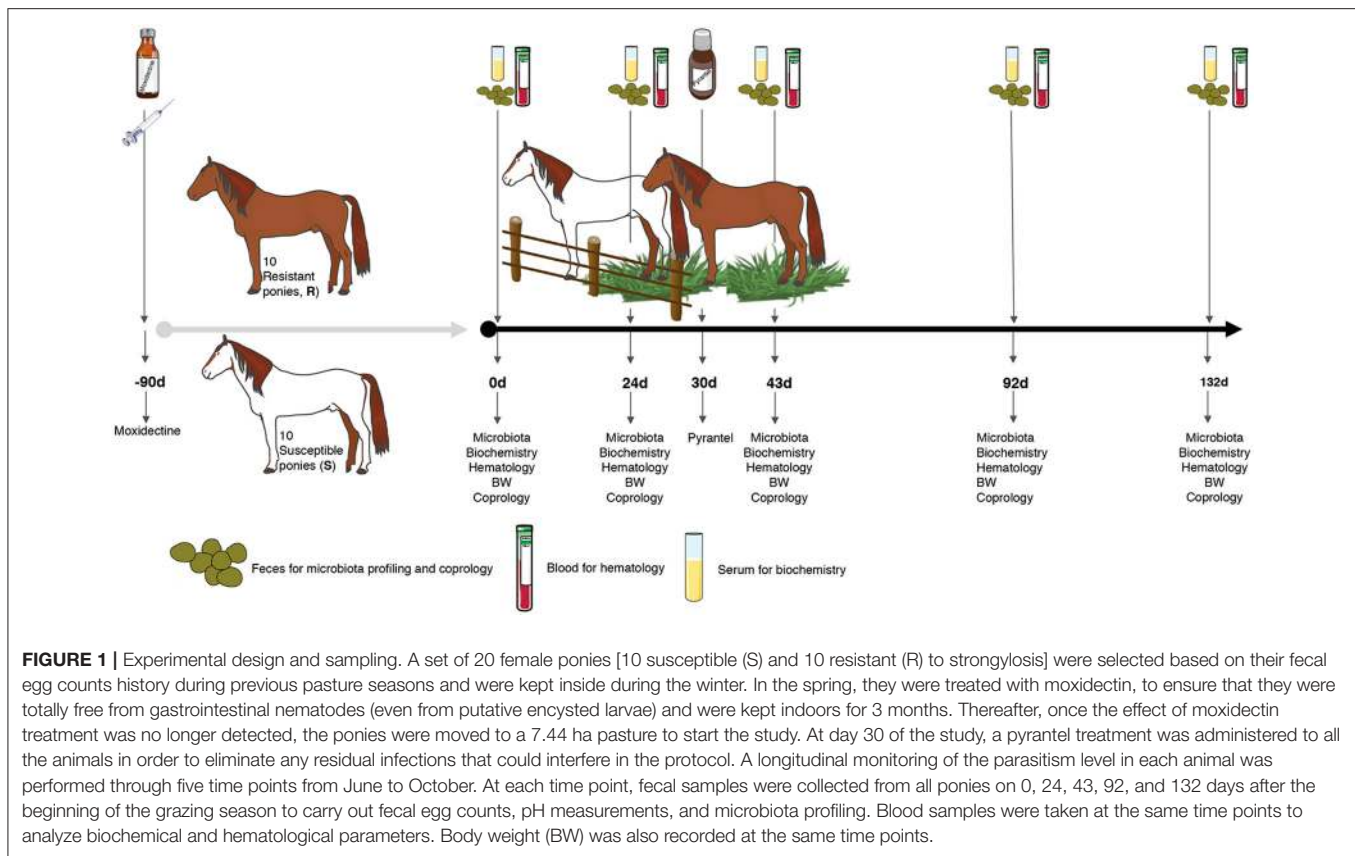 Moxidectine
Pyrantel
10
Resistant
ponies, R)
10
Susceptible
ponies (S)
-90d
0d
24d
30d
43d
92d
132d
Moxidectine
Microbiota
Biochemistry
Hematology
BW
Coprology
Microbiota
Biochemistry
Hematology
BW
Coprology
Pyrantel
Microbiota
Biochemistry
Hematology
BW
Coprology
Microbiota
Biochemistry
Hematology
BW
Coprology
Microbiota
Biochemistry
Hematology
BW
Coprology
Feces for microbiota profiling and coprology
Blood for hematology
Serum for biochemistry
FIGURE 1 | Experimental design and sampling. A set of 20 female ponies [10 susceptible (S) and 10 resistant (R) to strongylosis] were selected based on their fecal
egg counts history during previous pasture seasons and were kept inside during the winter. In the spring, they were treated with moxidectin, to ensure that they were
totally free from gastrointestinal nematodes (even from putative encysted larvae) and were kept indoors for 3 months. Thereafter, once the effect of moxidectin
treatment was no longer detected, the ponies were moved to a 7.44 ha pasture to start the study. At day 30 of the study, a pyrantel treatment was administered to all
the animals in order to eliminate any residual infections that could interfere in the protocol. A longitudinal monitoring of the parasitism level in each animal was
performed through five time points from June to October. At each time point, fecal samples were collected from all ponies on 0, 24, 43, 92, and 132 days after the
beginning of the grazing season to carry out fecal egg counts, pH measurements, and microbiota profiling. Blood samples were taken at the same time points to
analyze biochemical and hematological parameters. Body weight (BW) was also recorded at the same time points.